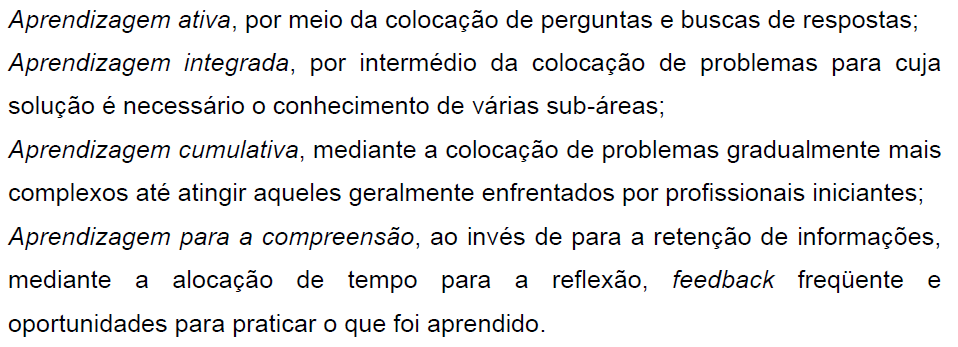 Aprendizagem ativa, por meio da colocação de perguntas e buscas de respostas;
Aprendizagem integrada, por intermédio da colocação de problemas para cuja
solução é necessário o conhecimento de várias sub-áreas;
Aprendizagem cumulativa, mediante a colocação de problemas gradualmente mais
complexos até atingir aqueles geralmente enfrentados por profissionais iniciantes;
Aprendizagem para a compreensão, ao invés de para a retenção de informações,
mediante a alocação de tempo para a reflexão, feedback freqüente e
oportunidades para praticar o que foi aprendido.